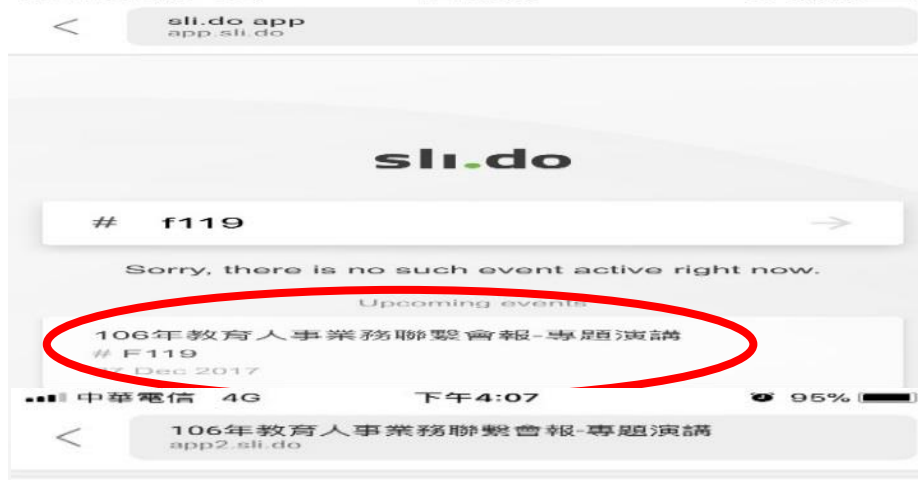 sli.do app
app.sli.do
sli.do
# f119
Sorry, there is no such event active right now.
Upcoming events
106年教育人事業務聯繫會報-專題演講
# F119
Dec 2017
中華電信 4G 下午4:07 95%
106年教育人事業務聯繫會報-專題演講
app2.sli.do